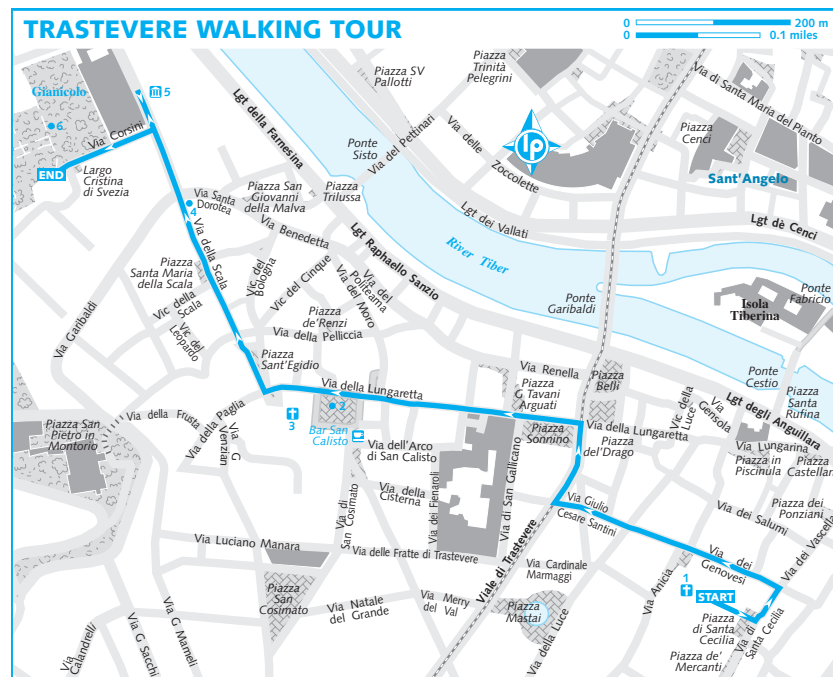 TRASTEVERE WALKING TOUR
0 200 m
0 0.1 miles
Piazza
Trinità
Pelegrini
Piazza SV
Pallotti
Via di Santa Maria del Pianto
Gianicolo
5
6
Via Corsini
Lgt della Farnesina
Ponte
Sisto
Via dei Pettinari
Via delle
Zoccolette
lp
Piazza
Cenci
Sant'Angelo
END
Largo
Cristina
di Svezia
Via Santa
Dorotea
4
Piazza San
Giovanni
della Malva
Piazza
Trilussa
Lgt dei Vallati
Lgt dè Cenci
Via Benedetta
Via della Scala
Lgt Raphaello Sanzio
River Tiber
Piazza
Santa Maria
della Scala
Vic del
Bologna
Vic del Cinque
Via del
Politeama
Via del Moro
Ponte
Garibaldi
Isola
Tiberina
Ponte
Fabricio
Via Garibaldi
Vic della
Scala
Vic del
Leopardo
Piazza
de'Renzi
Via della Pelliccia
Piazza
Sant'Egidio
Via Renella
Piazza
Belli
Ponte
Cestio
Piazza
Santa
Rufina
Lgt degli Anguillara
Via della Lungaretta
Piazza
G Tavani
Arguati
Vic della
Luce
Via
Gensola
Via della Frusta
Via della Paglia
Via G
Venzian
3
2
Bar San
Calisto
Piazza
Sonnino
Via della Lungaretta
Piazza
del'Drago
Via Lungarina
Piazza in
Piscinula
Piazza
Castellani
Piazza San
Pietro in
Montorio
Via dell'Arco
di San Calisto
Via della
Cisterna
Via dei Fienaroli
Via di San Gallicano
Via di
San Cosimato
Via Giulio
Cesare Santini
Via dei Salumi
Piazza dei
Ponziani
Via dei Vascellari
Via Luciano Manara
Via delle Fratte di Trastevere
Viale di Trastevere
Via Cardinale
Marmaggi
Via Anicia
Via dei
Genovesi
1
START
Piazza
San
Cosimato
Via Natale
del Grande
Via Merry
del Val
Piazza
Mastai
Via della Luce
Piazza
di Santa
Cecilia
Via di
Santa Cecilia
Piazza de'
Mercanti
Via
Calandrelli
Via G Sacchi
Via G Mameli